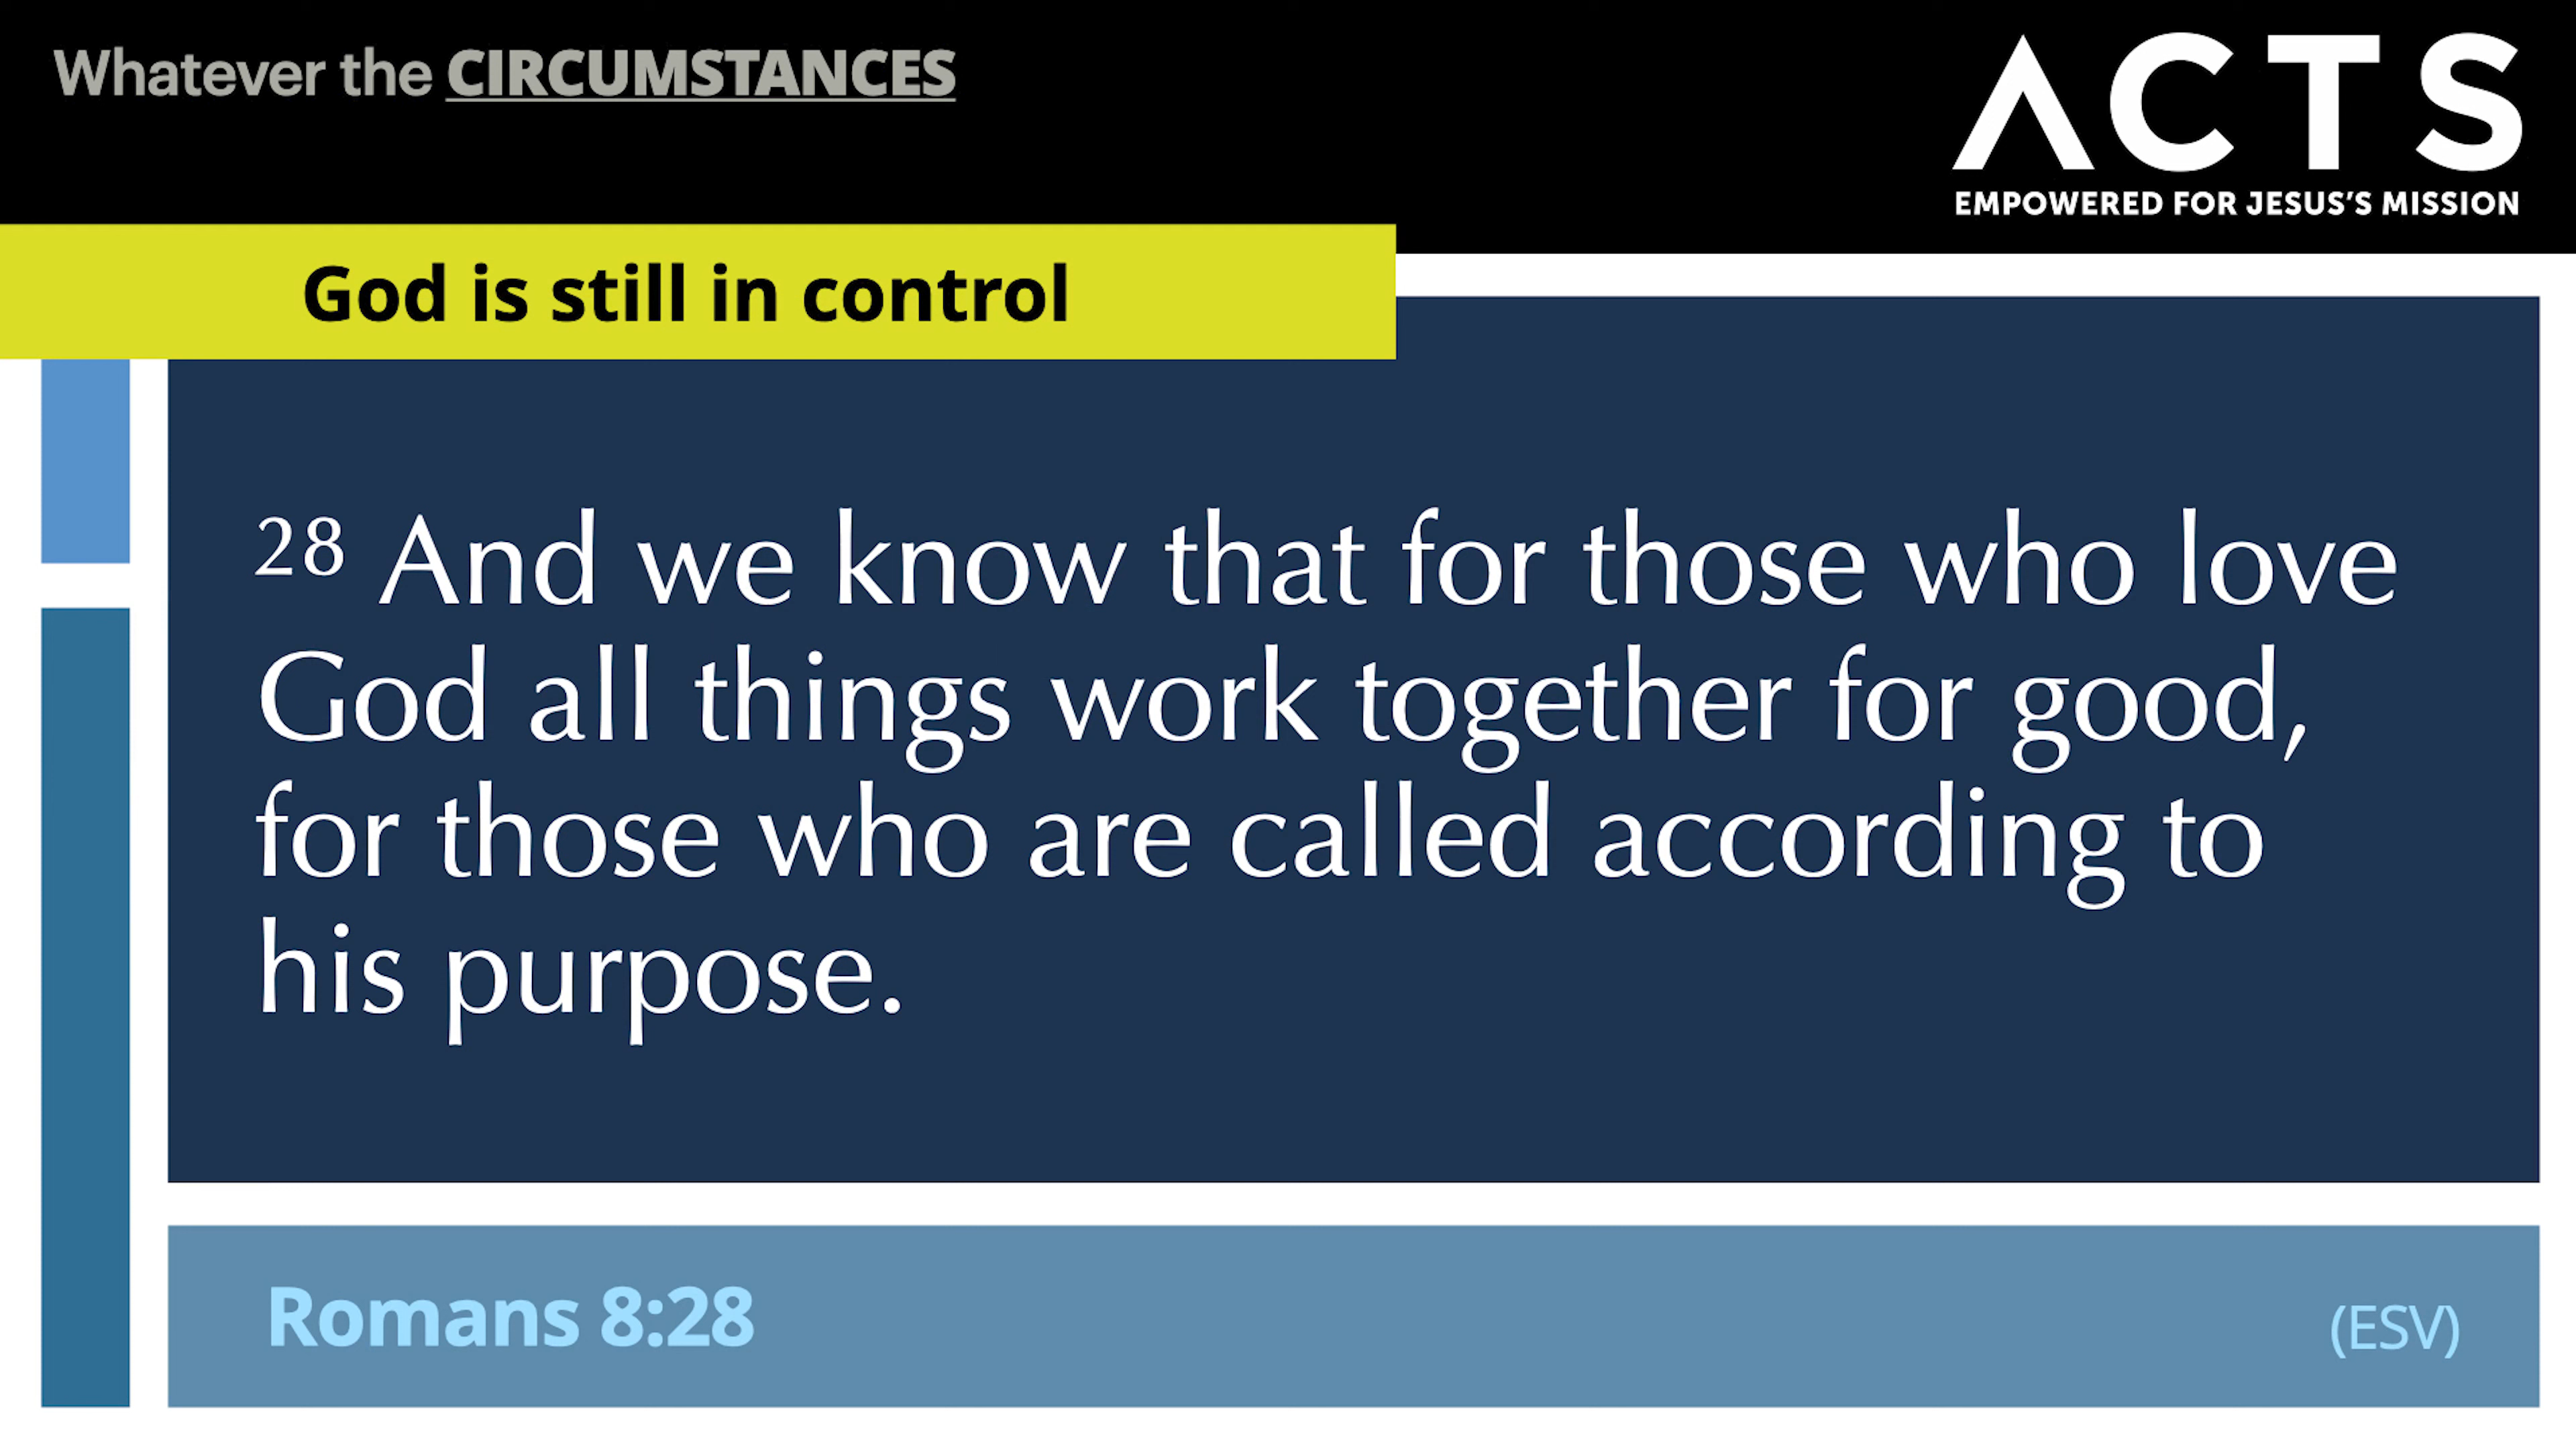 Whatever the CIRCUMSTANCES
ACTS
EMPOWERED FOR JESUS'S MISSION
God is still in control
28 And we know that for those who love
God all things work together for good,
for those who are called according to
his purpose.
Romans 8:28
(ESV)